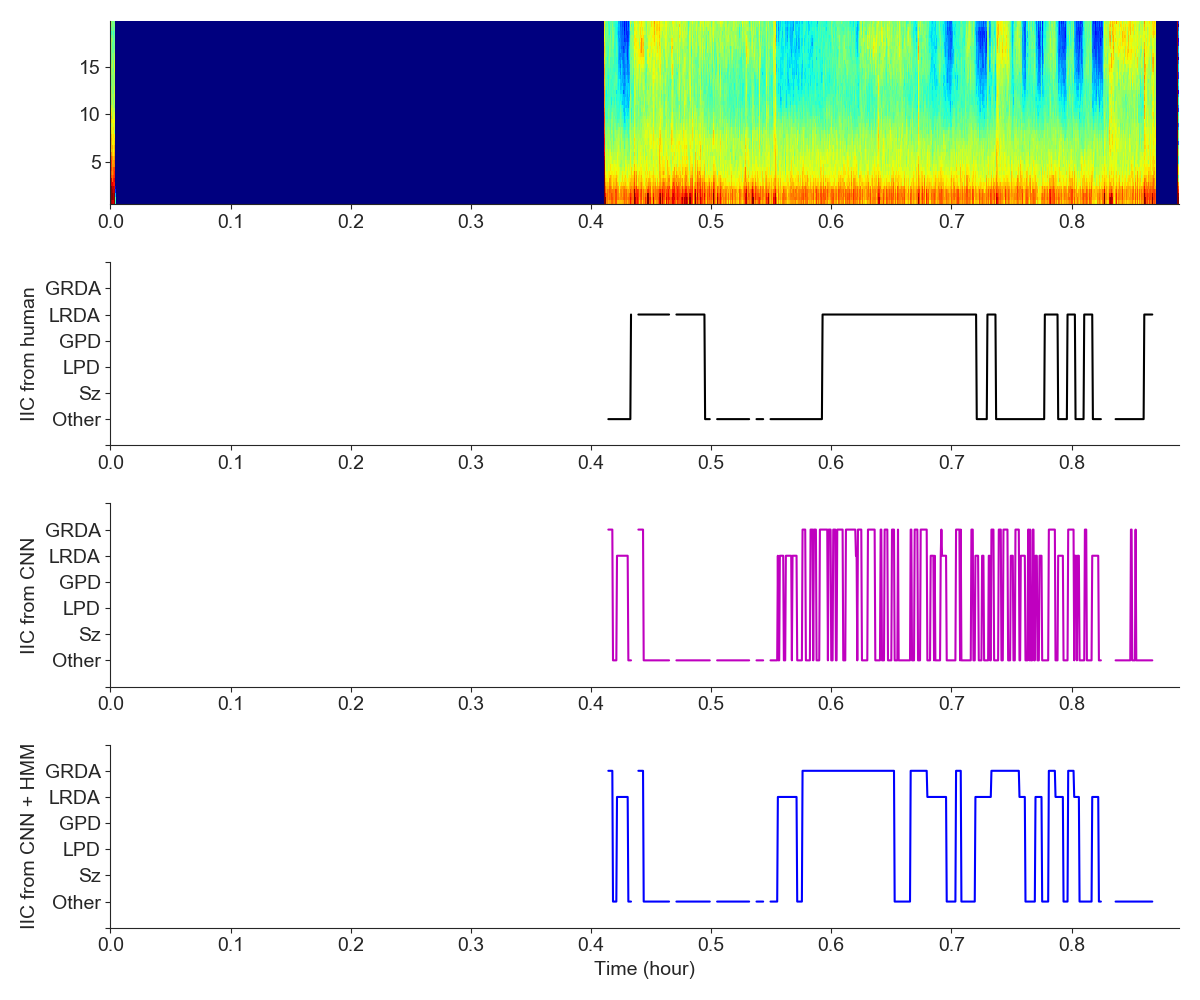 15
10
5
0.0 0.1 0.2 0.3 0.4 0.5 0.6 0.7 0.8
IIC from human
GRDA
LRDA
GPD
LPD
Sz
Other
0.0 0.1 0.2 0.3 0.4 0.5 0.6 0.7 0.8
IIC from CNN
GRDA
LRDA
GPD
LPD
Sz
Other
0.0 0.1 0.2 0.3 0.4 0.5 0.6 0.7 0.8
IIC from CNN + HMM
GRDA
LRDA
GPD
LPD
Sz
Other
0.0 0.1 0.2 0.3 0.4 0.5 0.6 0.7 0.8
Time (hour)